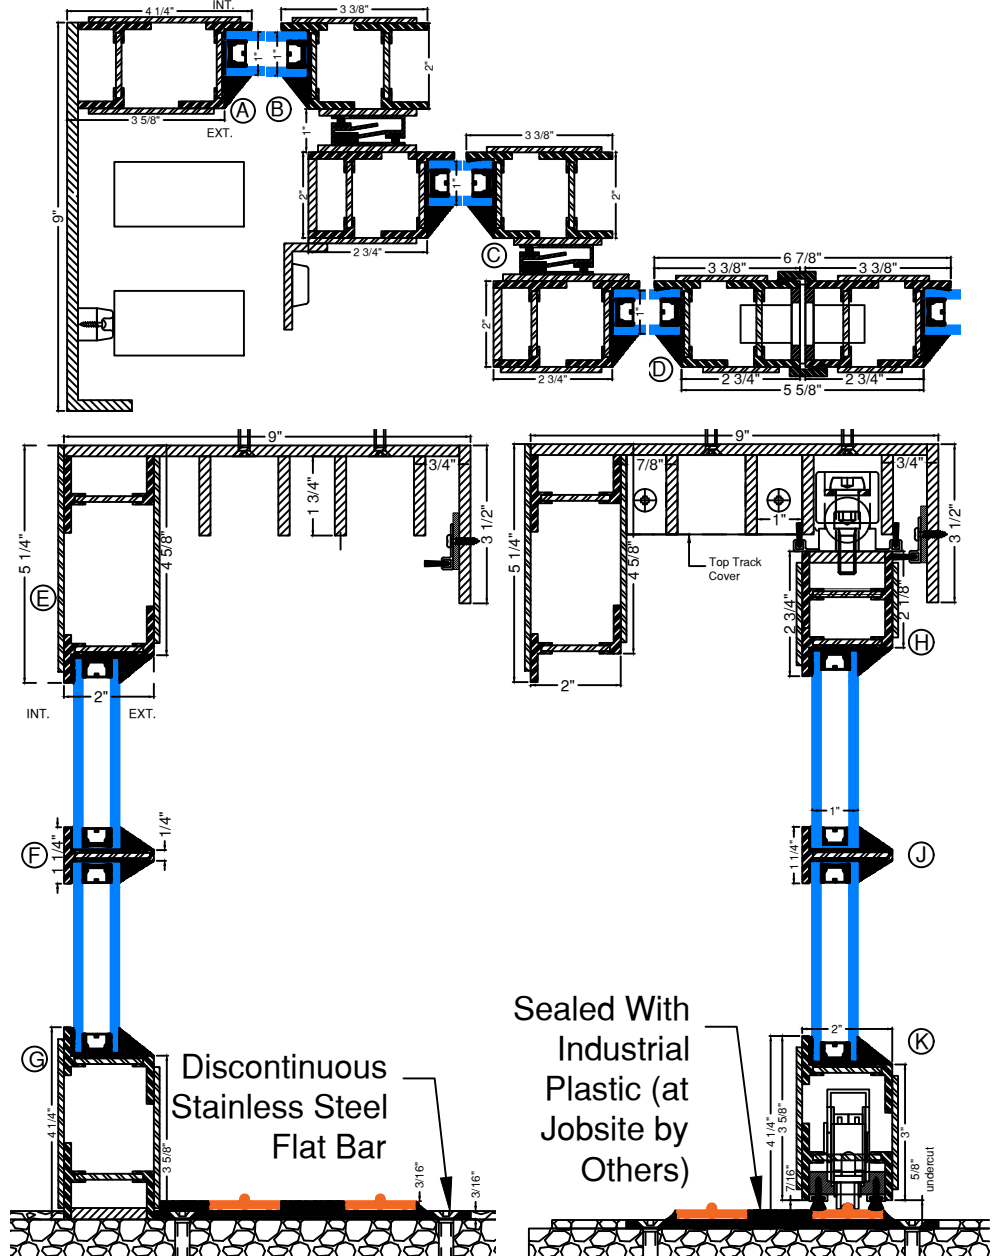 INT.
4 1/4"
3 3/8"
1"
1"
2"
A
B
3 5/8"
EXT.
1"
3 3/8"
9"
2"
1"
2"
2 3/4"
C
6 7/8"
3 3/8"
3 3/8"
2"
1"
D
2 3/4"
2 3/4"
2 3/4"
5 5/8"
9"
9"
3/4"
7/8"
3/4"
1 3/4"
1"
5 1/4"
4 5/8"
3 1/2"
5 1/4"
4 5/8"
3 1/2"
Top Track
Cover
E
2 3/4"
2 1/8"
H
2"
2"
INT.
EXT.
1"
F
1 1/4"
1/4"
1 1/4"
J
Sealed With
Industrial
Plastic (at
Jobsite by
Others)
2"
G
K
Discontinuous
Stainless Steel
Flat Bar
4 1/4"
3 5/8"
4 1/4"
3 5/8"
3"
3/16"
3/16"
7/16"
5/8"
undercut